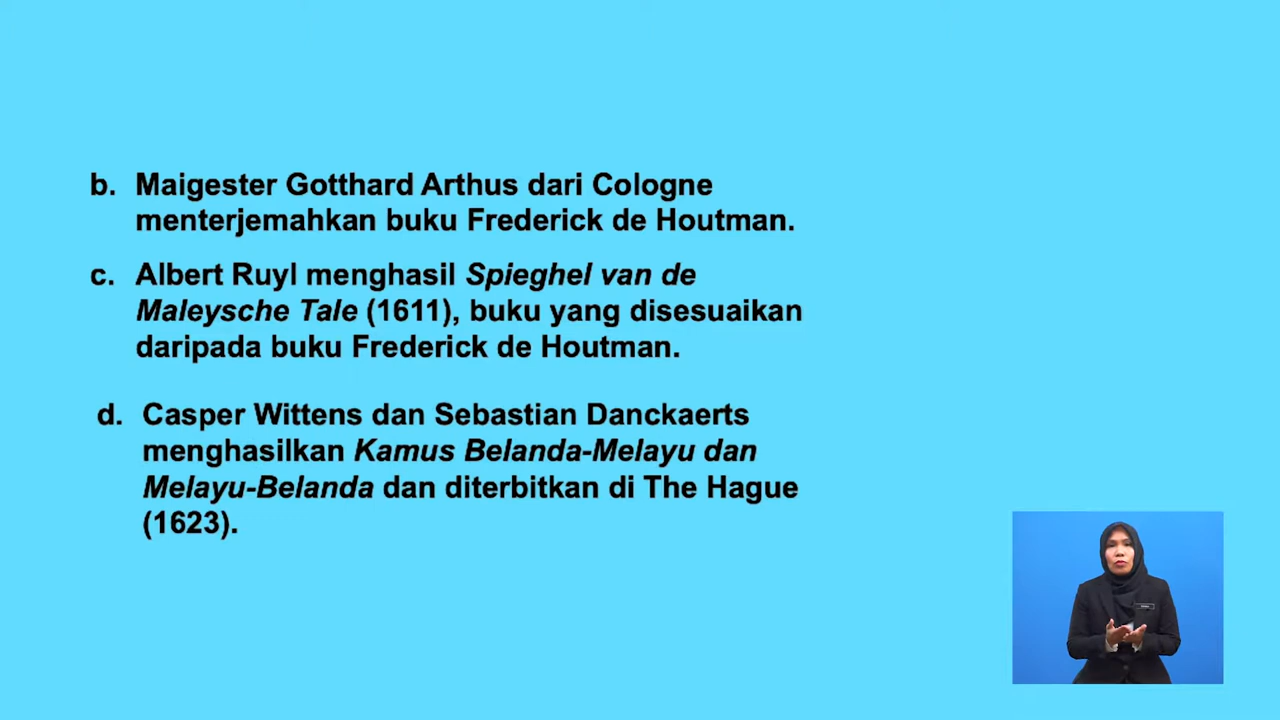 b. Maigester Gotthard Arthus dari Cologne
menterjemahkan buku Frederick de Houtman.
c. Albert Ruyl menghasil Spieghel van de
Maleysche Tale (1611), buku yang disesuaikan
daripada buku Frederick de Houtman.
d. Casper Wittens dan Sebastian Danckaerts
menghasilkan Kamus Belanda-Melayu dan
Melayu-Belanda dan diterbitkan di The Hague
(1623).